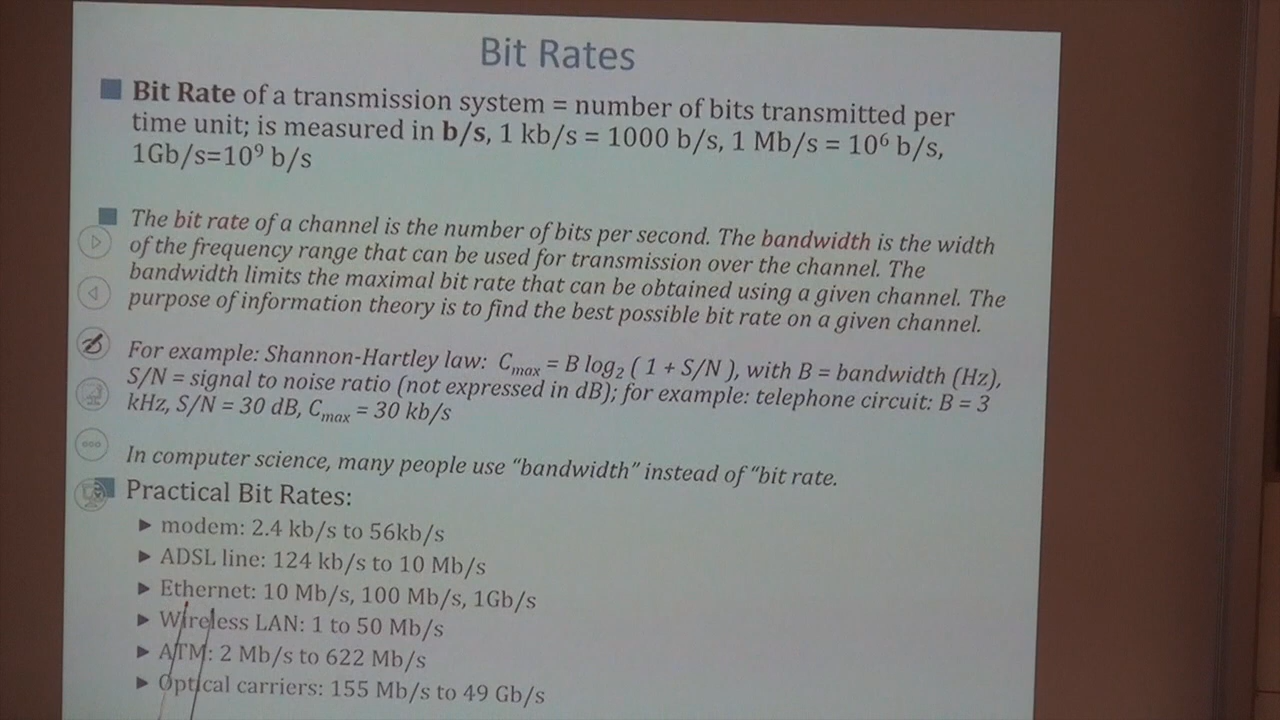 Bit Rates
Bit Rate of a transmission system = number of bits transmitted per
time unit; is measured in b/s, 1 kb/s = 1000 b/s, 1 Mb/s = 10⁶ b/s,
1Gb/s=10⁹ b/s
The bit rate of a channel is the number of bits per second. The bandwidth is the width
of the frequency range that can be used for transmission over the channel. The
bandwidth limits the maximal bit rate that can be obtained using a given channel. The
purpose of information theory is to find the best possible bit rate on a given channel.
For example: Shannon-Hartley law: Cmax = B log₂ ( 1 + S/N ), with B = bandwidth (Hz),
S/N = signal to noise ratio (not expressed in dB); for example: telephone circuit: B = 3
kHz, S/N = 30 dB, Cmax = 30 kb/s
In computer science, many people use “bandwidth” instead of “bit rate.
Practical Bit Rates:
► modem: 2.4 kb/s to 56kb/s
► ADSL line: 124 kb/s to 10 Mb/s
► Ethernet: 10 Mb/s, 100 Mb/s, 1Gb/s
► Wireless LAN: 1 to 50 Mb/s
► ATM: 2 Mb/s to 622 Mb/s
► Optical carriers: 155 Mb/s to 49 Gb/s